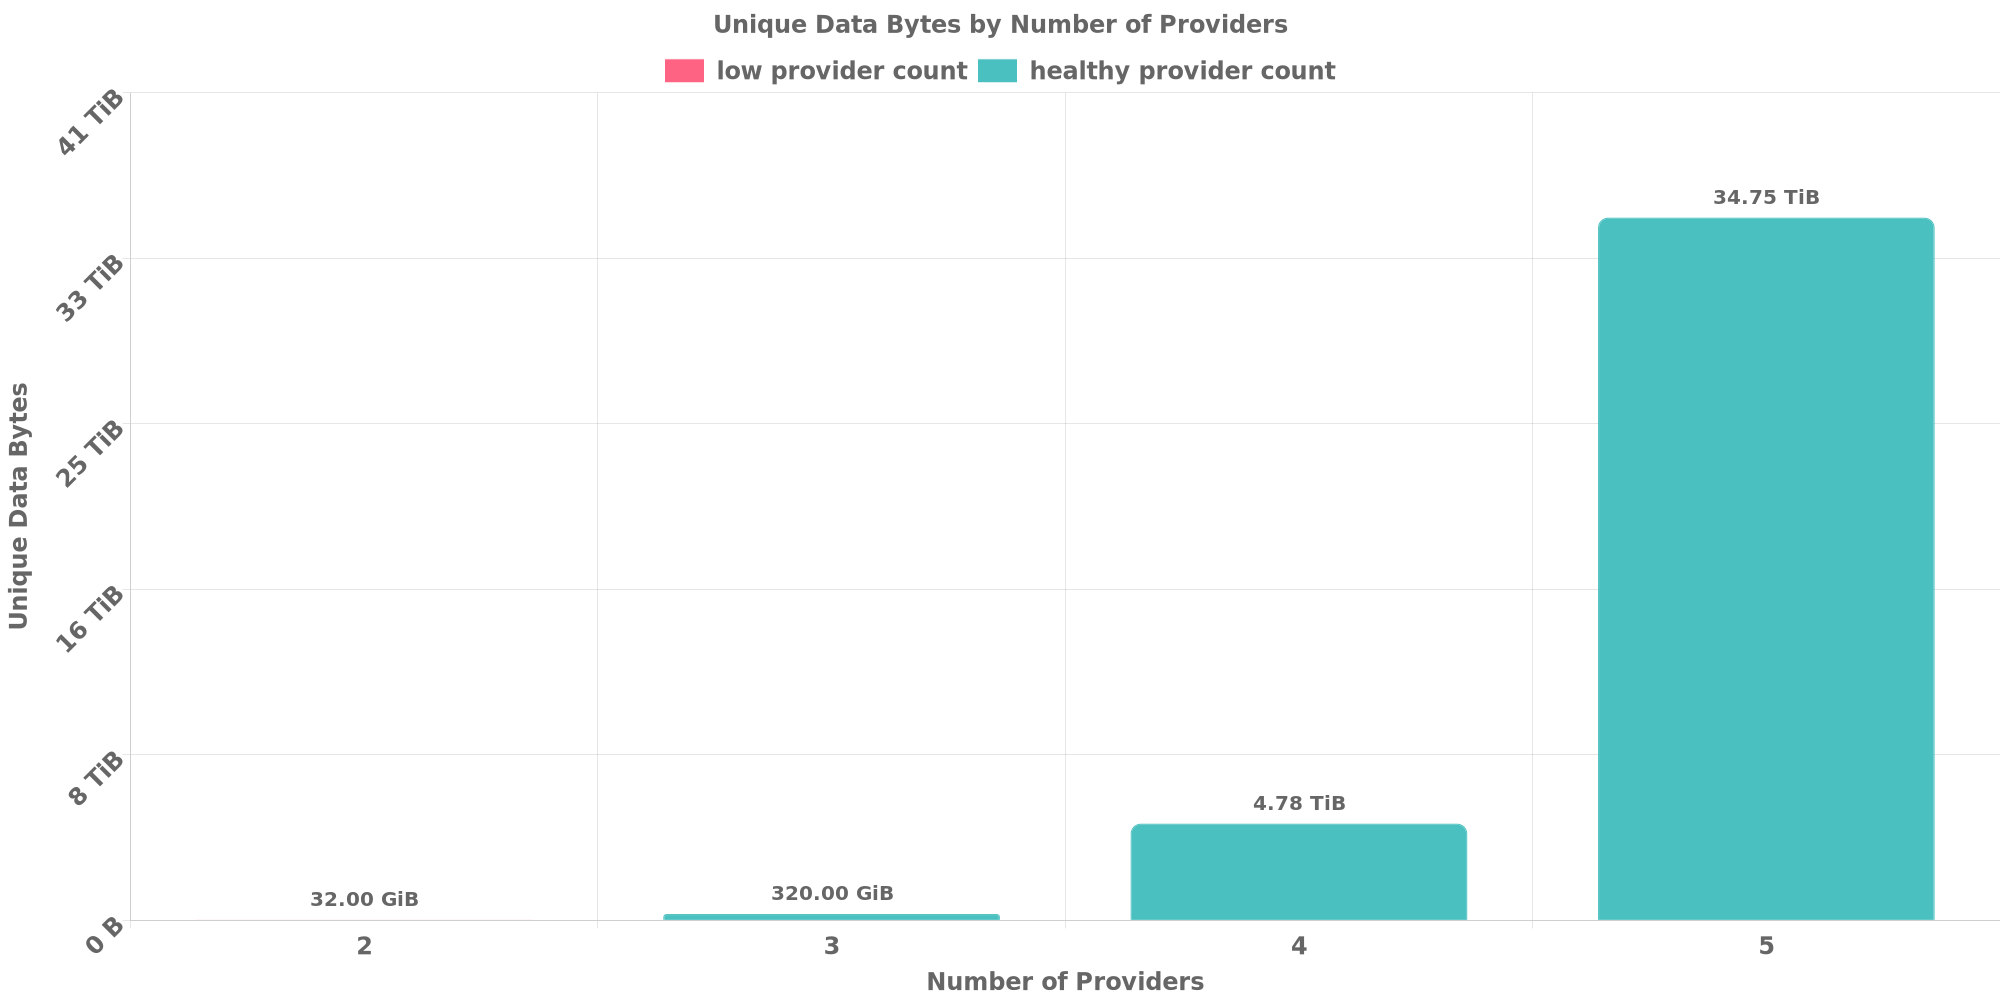 Unique Data Bytes by Number of Providers
low provider count
healthy provider count
41 TiB
33 TiB
25 TiB
16 TiB
8 TiB
0 B
Unique Data Bytes
32.00 GiB
320.00 GiB
4.78 TiB
34.75 TiB
2
3
4
5
Number of Providers